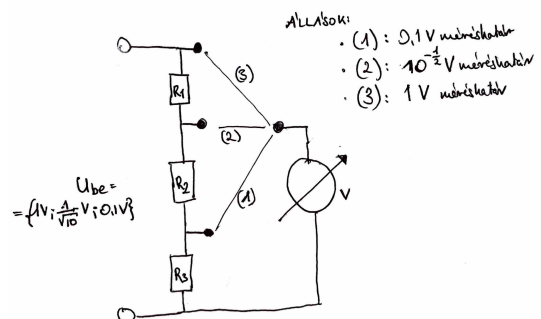 ÁLLÁSOK:
• (1): 0,1 V méréshatár
• (2): 10^-1/2 V méréshatár
• (3): 1 V méréshatár
(3)
R1
(2)
R2
(1)
V
Ube=
={1V; 1/√10 V; 0,1V}
R3